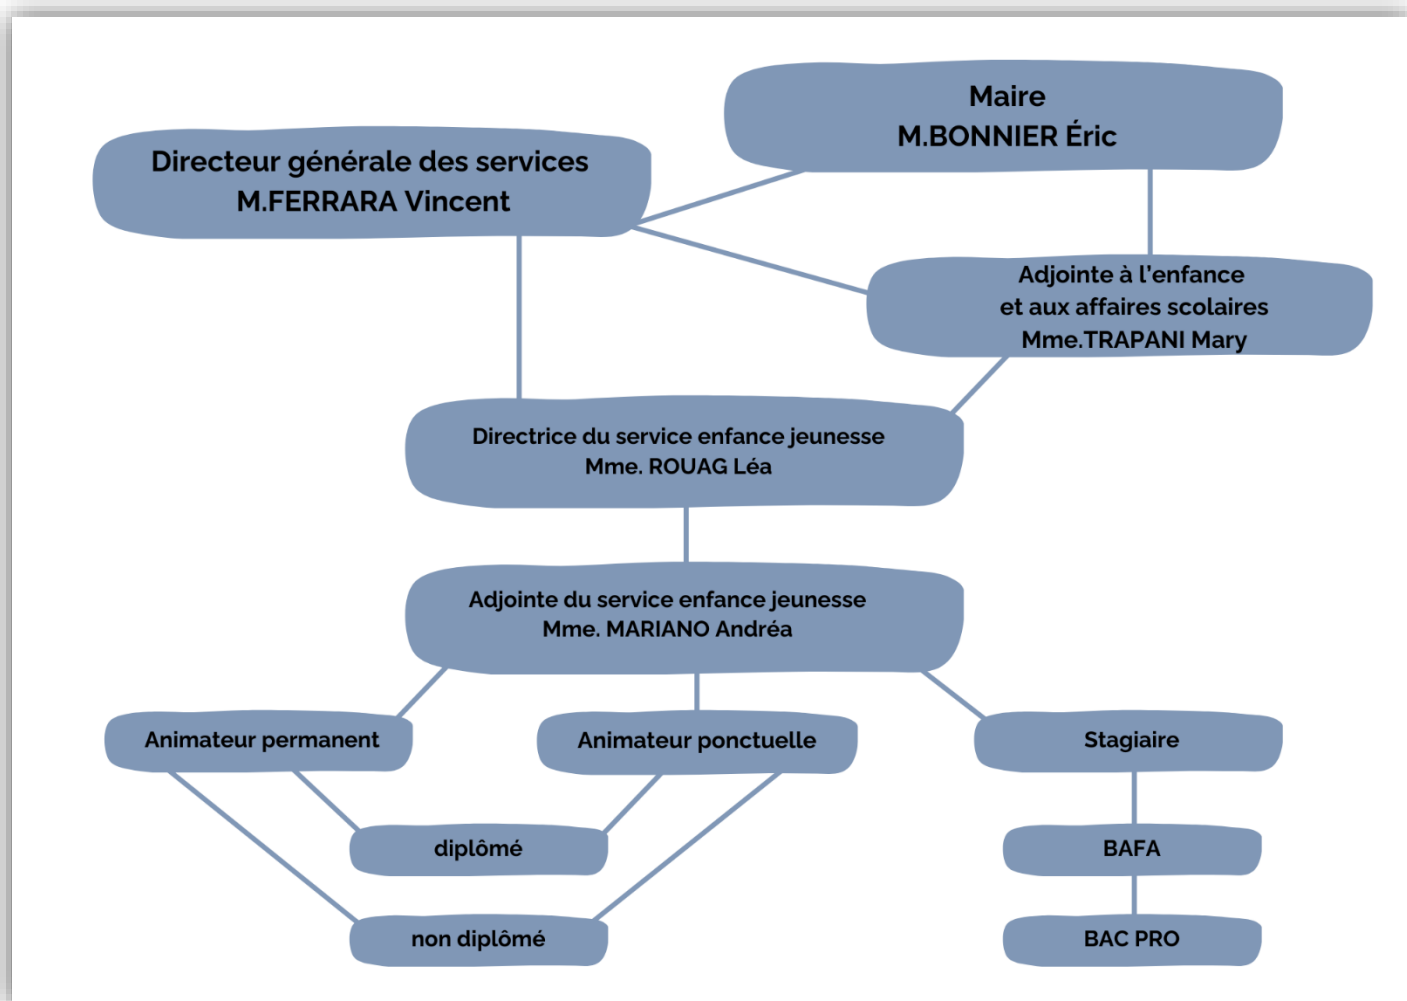 Maire
M.BONNIER Éric
Directeur générale des services
M.FERRARA Vincent
Adjointe à l'enfance
et aux affaires scolaires
Mme.TRAPANI Mary
Directrice du service enfance jeunesse
Mme. ROUAG Léa
Adjointe du service enfance jeunesse
Mme. MARIANO Andréa
Animateur permanent
Animateur ponctuelle
Stagiaire
diplômé
BAFA
non diplômé
BAC PRO